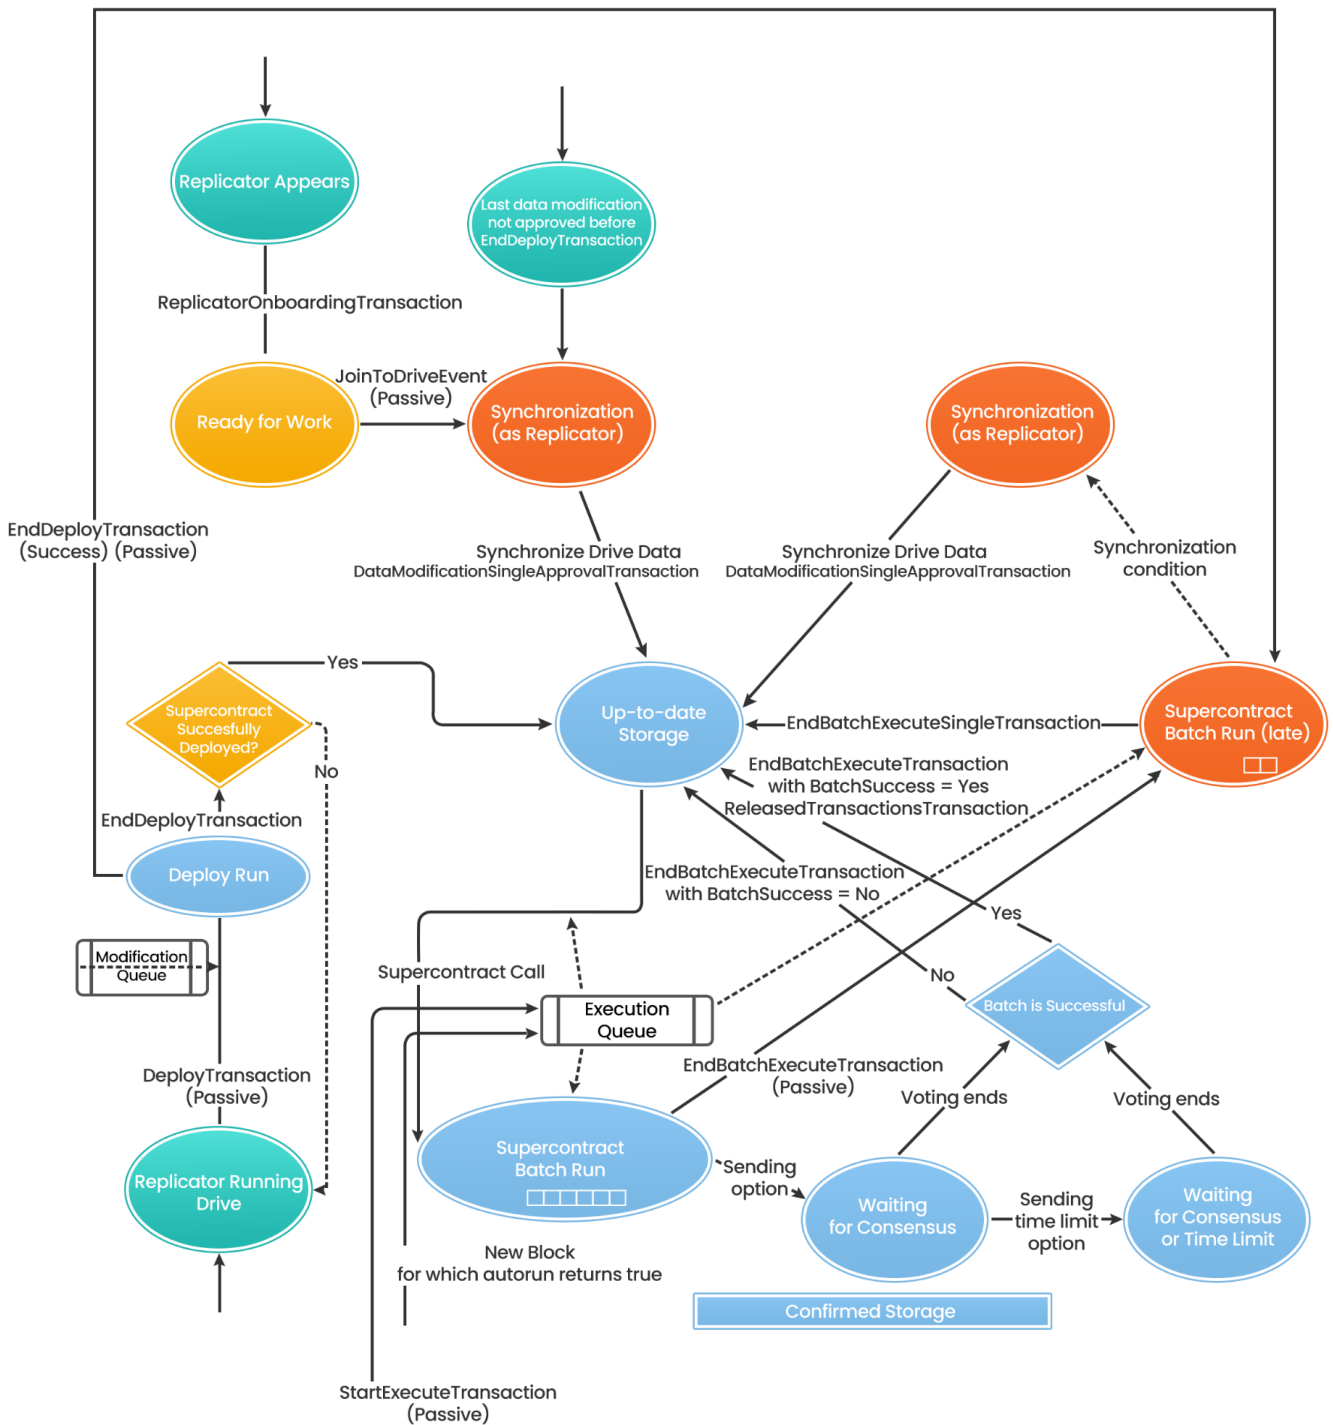 Replicator Appears
Last data modification
not approved before
EndDeployTransaction
ReplicatorOnboardingTransaction
JoinToDriveEvent
(Passive)
Ready for Work
Synchronization
(as Replicator)
Synchronization
(as Replicator)
EndDeployTransaction
(Success) (Passive)
Synchronize Drive Data
DataModificationSingleApprovalTransaction
Synchronize Drive Data
DataModificationSingleApprovalTransaction
Synchronization
condition
Yes
Supercontract
Succesfully
Deployed?
Up-to-date
Storage
EndBatchExecuteSingleTransaction
Supercontract
Batch Run (late)
No
EndBatchExecuteTransaction
with BatchSuccess = Yes
ReleasedTransactionsTransaction
EndDeployTransaction
Deploy Run
EndBatchExecuteTransaction
with BatchSuccess = No
Yes
Modification
Queue
Supercontract Call
No
Execution
Queue
Batch is Successful
DeployTransaction
(Passive)
EndBatchExecuteTransaction
(Passive)
Voting ends
Voting ends
Replicator Running
Drive
Supercontract
Batch Run
Sending
option
Waiting
for Consensus
Sending
time limit
option
Waiting
for Consensus
or Time Limit
New Block
for which autorun returns true
Confirmed Storage
StartExecuteTransaction
(Passive)